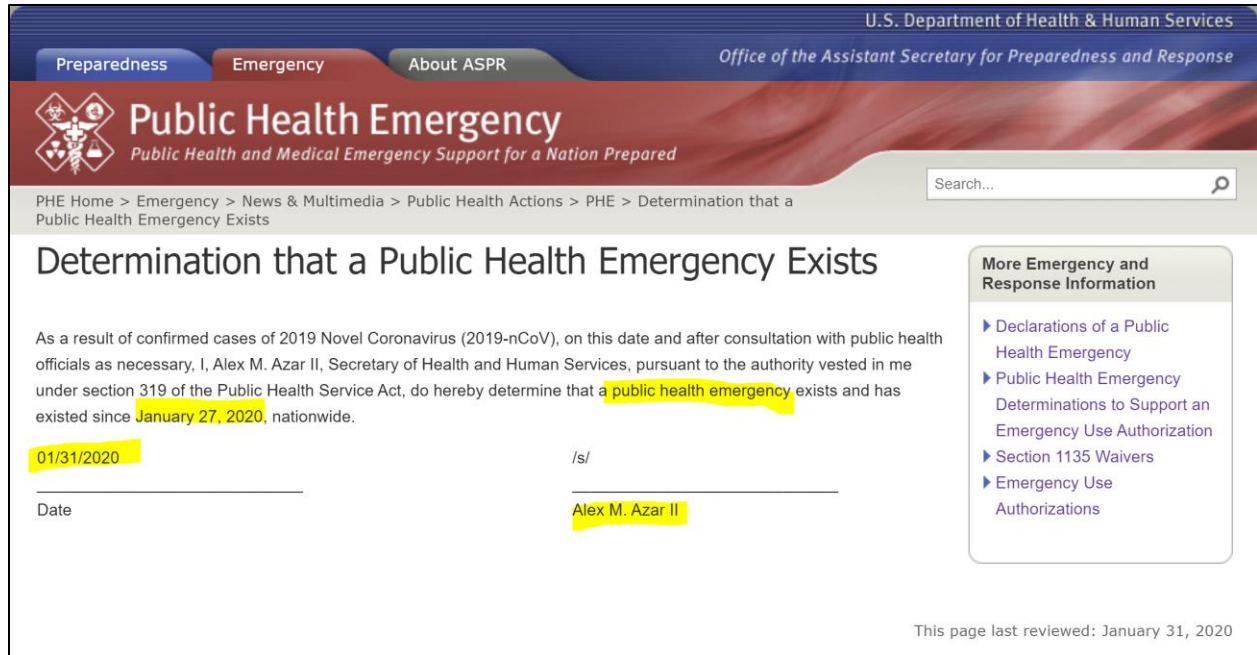 U.S. Department of Health & Human Services
Preparedness
Emergency
About ASPR
Office of the Assistant Secretary for Preparedness and Response
Public Health Emergency
Public Health and Medical Emergency Support for a Nation Prepared
Search...
PHE Home > Emergency > News & Multimedia > Public Health Actions > PHE > Determination that a
Public Health Emergency Exists
Determination that a Public Health Emergency Exists
As a result of confirmed cases of 2019 Novel Coronavirus (2019-nCoV), on this date and after consultation with public health
officials as necessary, I, Alex M. Azar II, Secretary of Health and Human Services, pursuant to the authority vested in me
under section 319 of the Public Health Service Act, do hereby determine that a public health emergency exists and has
existed since January 27, 2020, nationwide.
01/31/2020
/s/
Date
Alex M. Azar II
More Emergency and
Response Information
Declarations of a Public
Health Emergency
Public Health Emergency
Determinations to Support an
Emergency Use Authorization
Section 1135 Waivers
Emergency Use
Authorizations
This page last reviewed: January 31, 2020